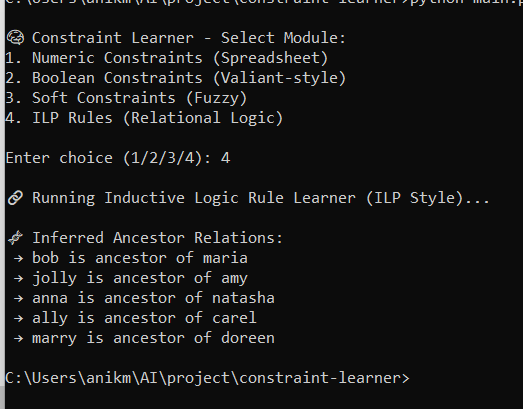 C:\Users\anikm\AI\project\constraint-learner>python main.p
🧠 Constraint Learner - Select Module:
1. Numeric Constraints (Spreadsheet)
2. Boolean Constraints (Valiant-style)
3. Soft Constraints (Fuzzy)
4. ILP Rules (Relational Logic)
Enter choice (1/2/3/4): 4
🔗 Running Inductive Logic Rule Learner (ILP Style)...
🧬 Inferred Ancestor Relations:
→ bob is ancestor of maria
→ jolly is ancestor of amy
→ anna is ancestor of natasha
→ ally is ancestor of carel
→ marry is ancestor of doreen
C:\Users\anikm\AI\project\constraint-learner>